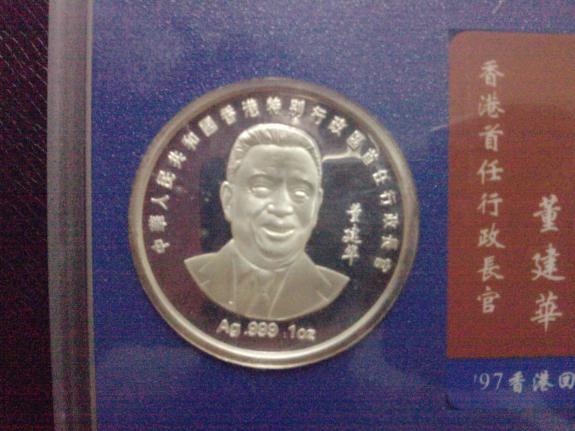 中華人民共和國香港特別行政區首任行政長官
董建華
Ag .999 .1oz
香港首任行政長官
董建華
'97香港回